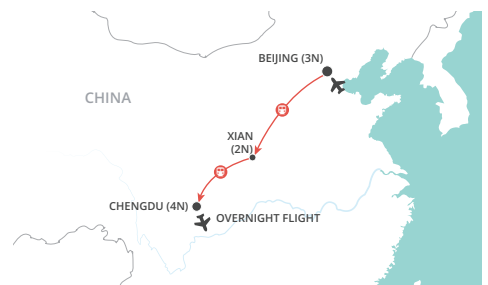 BEIJING (3N)
CHINA
XIAN
(2N)
CHENGDU (4N)
OVERNIGHT FLIGHT